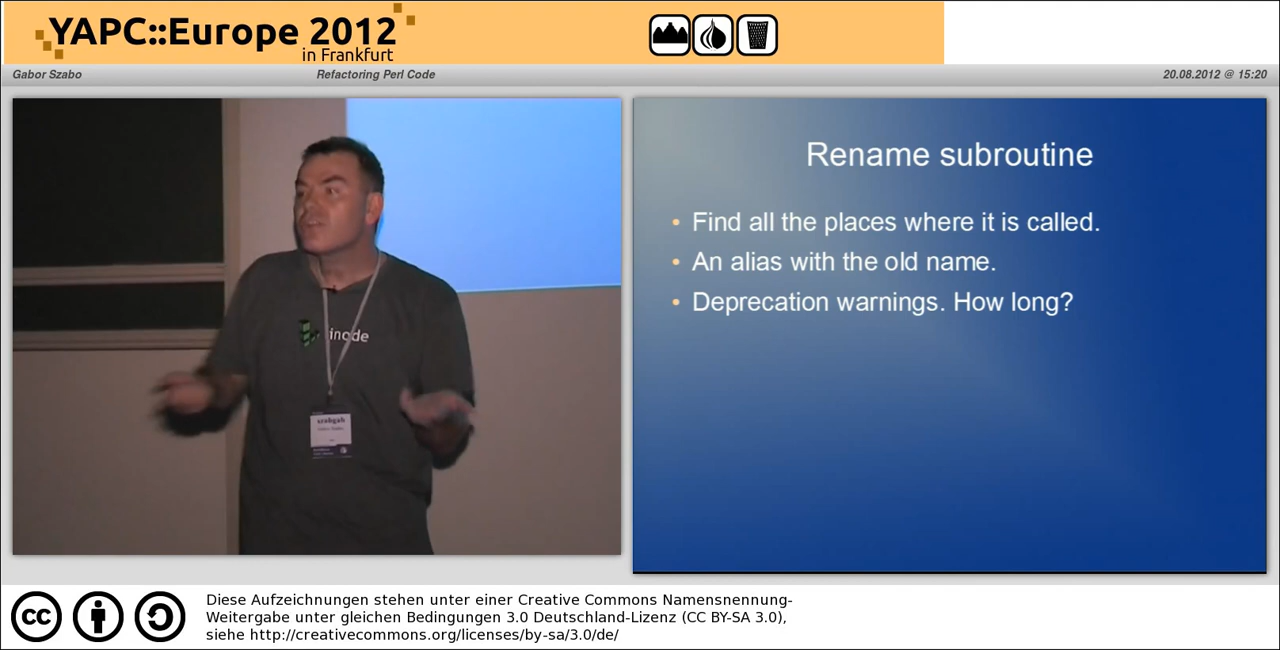 YAPC::Europe 2012
in Frankfurt
Gabor Szabo
Refactoring Perl Code
20.08.2012 @ 15:20
inode
szabgab
Rename subroutine
• Find all the places where it is called.
• An alias with the old name.
• Deprecation warnings. How long?
cc
Diese Aufzeichnungen stehen unter einer Creative Commons Namensnennung-
Weitergabe unter gleichen Bedingungen 3.0 Deutschland-Lizenz (CC BY-SA 3.0),
siehe http://creativecommons.org/licenses/by-sa/3.0/de/